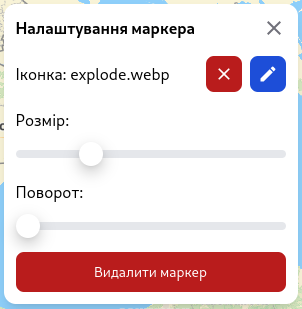 Налаштування маркера
Іконка: explode.webp
Розмір:
Поворот:
Видалити маркер